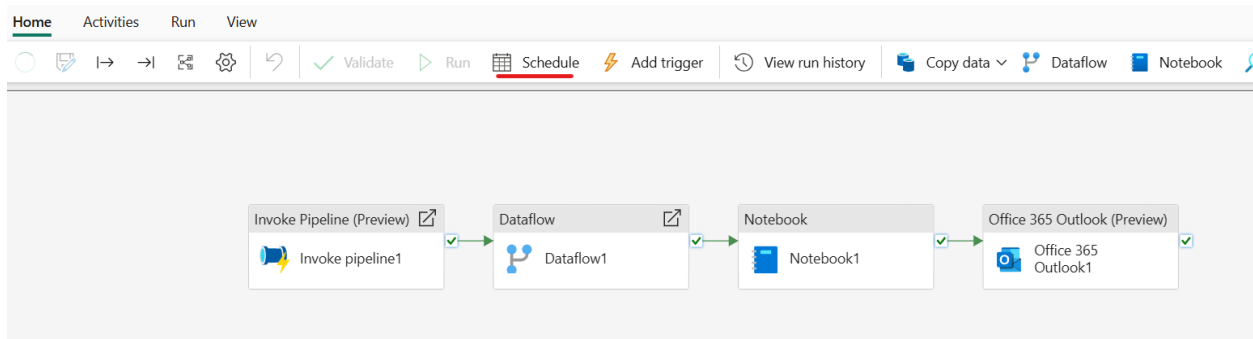 Home Activities Run View
Validate Run Schedule Add trigger View run history Copy data Dataflow Notebook
Invoke Pipeline (Preview) Dataflow Notebook Office 365 Outlook (Preview)
Invoke pipeline1 Dataflow1 Notebook1 Office 365
Outlook1